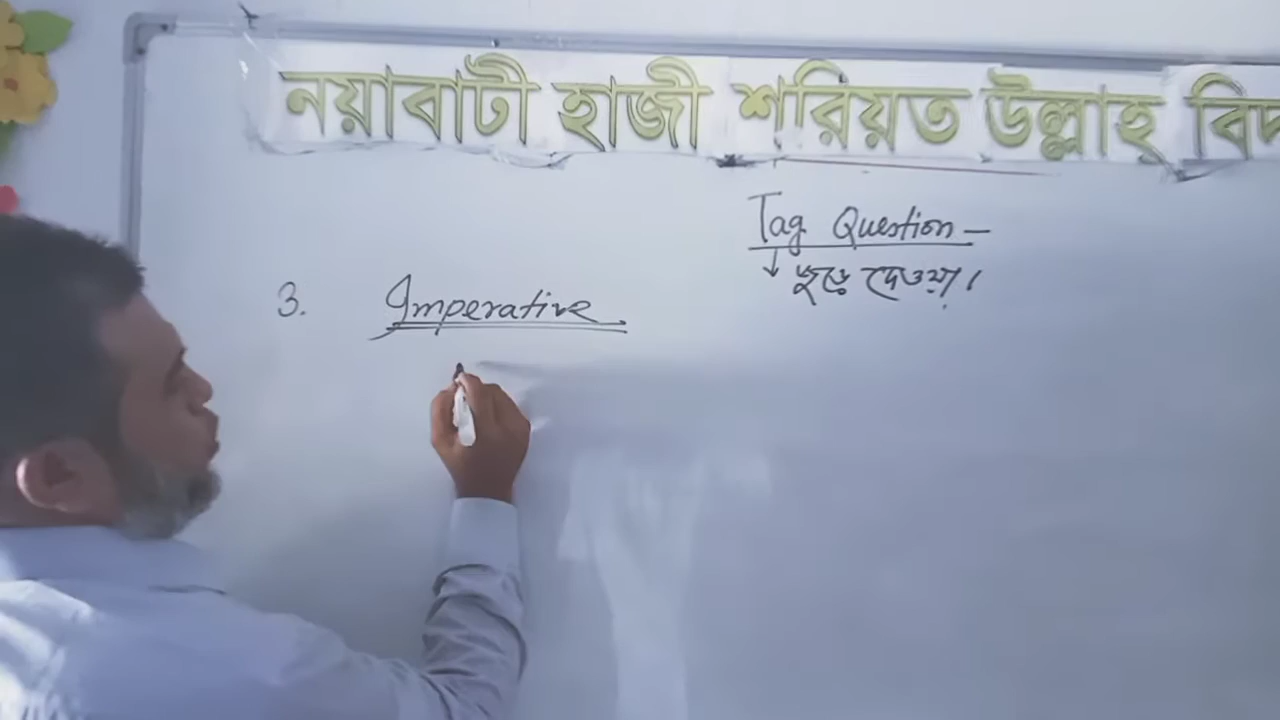 নয়াবাটী হাজী শরিয়ত উল্লাহ বিদ
Tag Question —
↓ জুড়ে দেওয়া।
3. Imperative